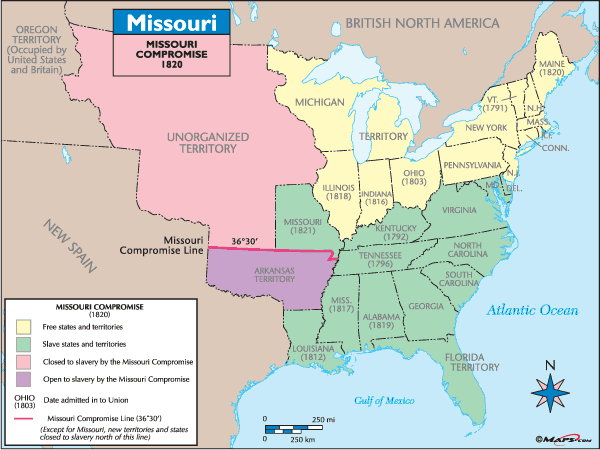 Missouri
MISSOURI
COMPROMISE
1820
OREGON
TERRITORY
(Occupied by
United States
and Britain)
BRITISH NORTH AMERICA
UNORGANIZED
TERRITORY
MICHIGAN
TERRITORY
MAINE
(1820)
VT.
(1791)
N.H.
MASS.
R.I.
CONN.
NEW YORK
PENNSYLVANIA
N.J.
MD.
DEL.
OHIO
(1803)
INDIANA
(1816)
ILLINOIS
(1818)
MISSOURI
(1821)
KENTUCKY
(1792)
VIRGINIA
TENNESSEE
(1796)
NORTH
CAROLINA
SOUTH
CAROLINA
GEORGIA
ALABAMA
(1819)
MISS.
(1817)
LOUISIANA
(1812)
FLORIDA
TERRITORY
ARKANSAS
TERRITORY
Missouri
Compromise Line
36°30'
NEW SPAIN
Atlantic Ocean
Gulf of Mexico
MISSOURI COMPROMISE
(1820)
Free states and territories
Slave states and territories
Closed to slavery by the Missouri Compromise
Open to slavery by the Missouri Compromise
OHIO
(1803)
Date admitted in to Union
Missouri Compromise Line (36°30')
(Except for Missouri, new territories and states
closed to slavery north of this line)
0 250 mi
0 250 km
N
©MAPS.COM